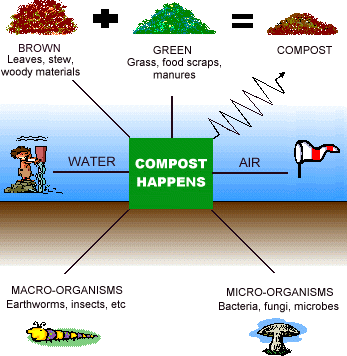 BROWN
Leaves, stew,
woody materials
GREEN
Grass, food scraps,
manures
COMPOST
WATER
COMPOST
HAPPENS
AIR
MACRO-ORGANISMS
Earthworms, insects, etc
MICRO-ORGANISMS
Bacteria, fungi, microbes